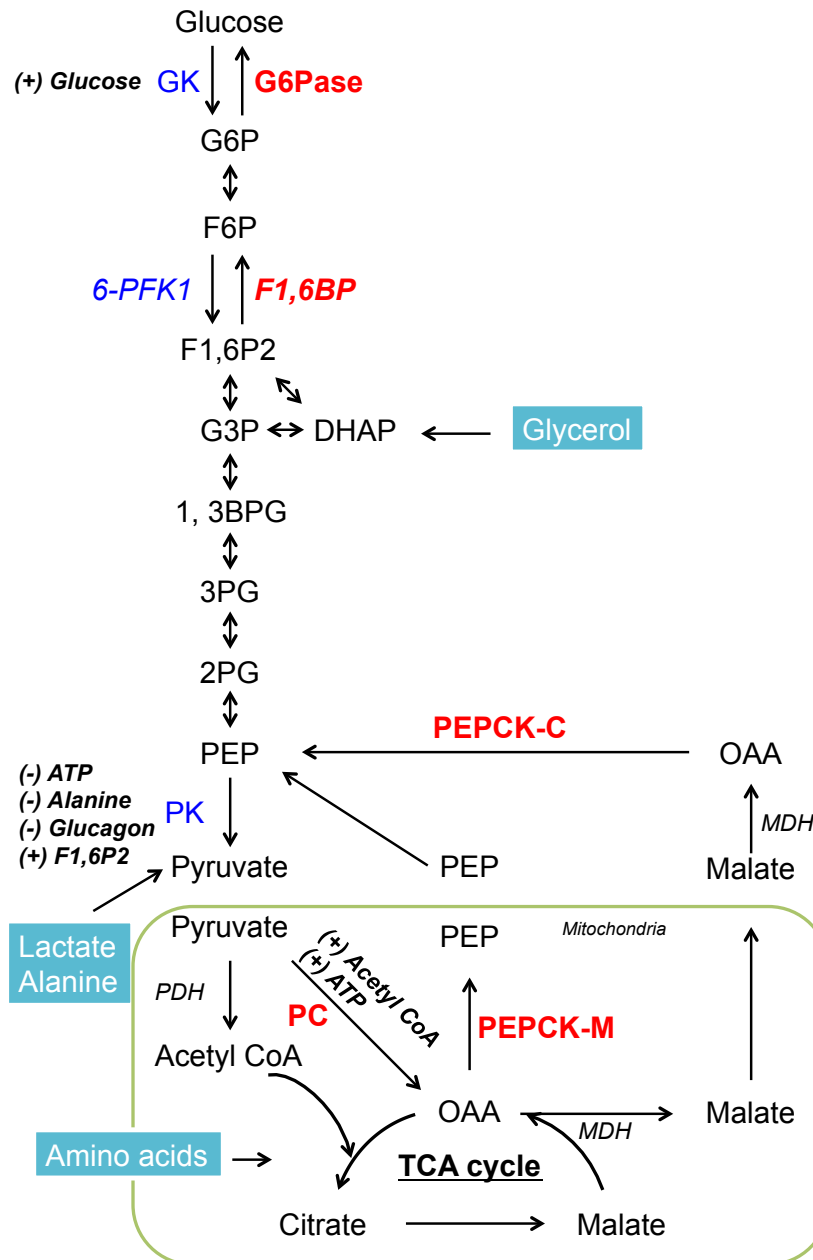 Glucose
(+) Glucose GK G6Pase
G6P
F6P
6-PFK1 F1,6BP
F1,6P2
G3P DHAP Glycerol
1, 3BPG
3PG
2PG
PEPCK-C
PEP OAA
(-) ATP
(-) Alanine
(-) Glucagon
(+) F1,6P2
PK
MDH
Pyruvate PEP Malate
Lactate
Alanine
Pyruvate PEP Mitochondria
(+) Acetyl CoA
(+) ATP
PDH
PC PEPCK-M
Acetyl CoA
OAA MDH Malate
Amino acids
TCA cycle
Citrate Malate